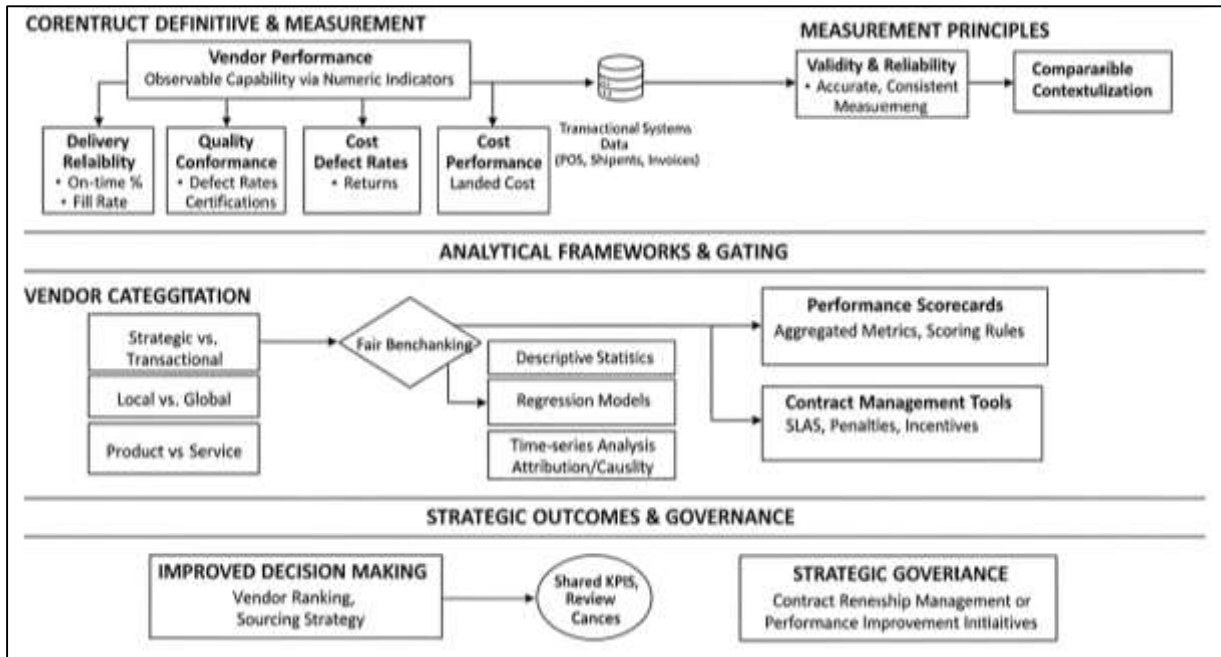 CORENTRUCT DEFINITIIVE & MEASUREMENT
Vendor Performance
Observable Capability via Numeric Indicators
Delivery
Relaiblity
• On-time %
• Fill Rate
Quality
Conformance
• Defect Rates
Certifications
Cost
Defect Rates
• Returns
Cost
Performance
Landed Cost
Transactional Systems
Data
(POS, Shipents, Invoices)
MEASUREMENT PRINCIPLES
Validity & Reliability
• Accurate, Consistent
Measuemeng
Comparasible
Contextulization
ANALYTICAL FRAMEWORKS & GATING
VENDOR CATEGGITATION
Strategic vs.
Transactional
Local vs. Global
Product vs Service
Fair Benchanking
Descriptive Statistics
Regression Models
Time-series Analysis
Attribution/Causlity
Performance Scorecards
Aggregated Metrics, Scoring Rules
Contract Management Tools
SLAS, Penalties, Incentives
STRATEGIC OUTCOMES & GOVERNANCE
IMPROVED DECISION MAKING
Vendor Ranking,
Sourcing Strategy
Shared KPIS,
Review
Cances
STRATEGIC GOVERIANCE
Contract Reneiship Management or
Performance Improvement Initiaitives